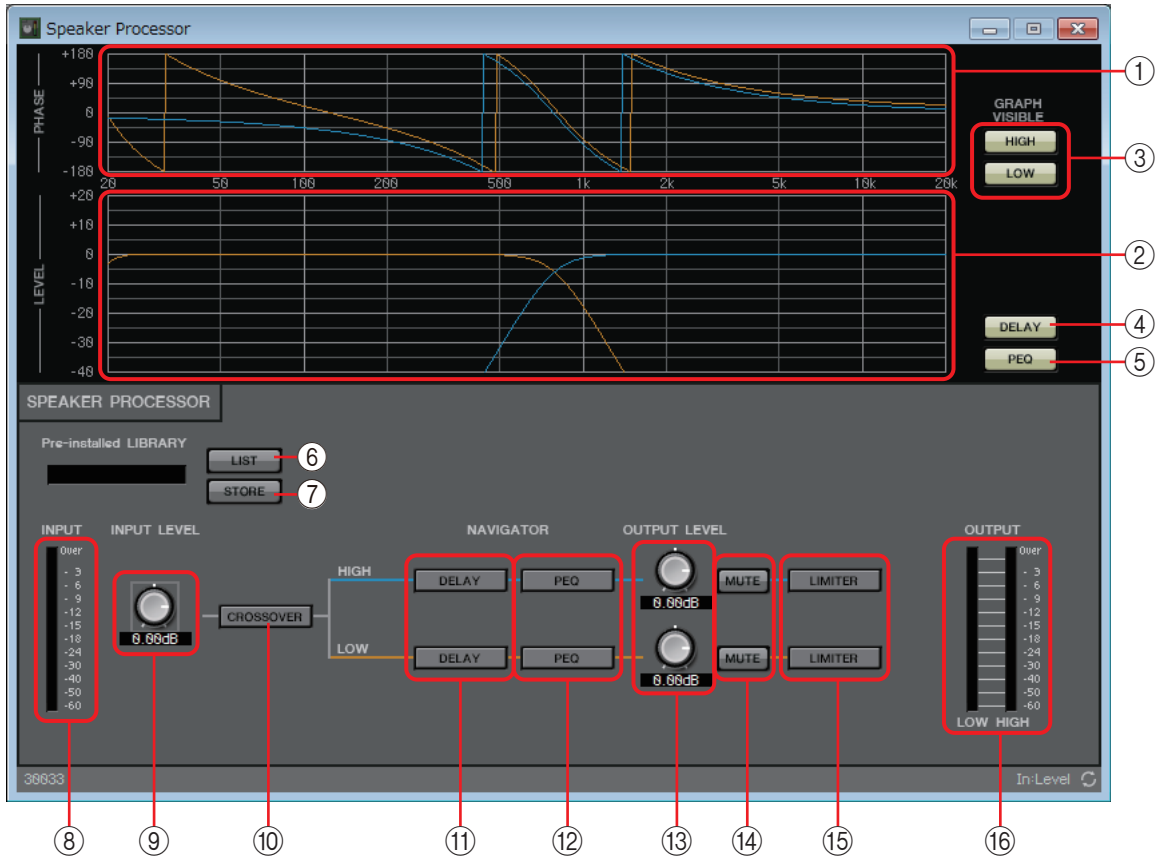 Speaker Processor
PHASE
+180
+90
0
-90
-180
20 50 100 200 500 1k 2k 5k 10k 20k
LEVEL
+20
+10
0
-10
-20
-30
-40
GRAPH
VISIBLE
HIGH
LOW
DELAY
PEQ
①
③
②
④
⑤
SPEAKER PROCESSOR
Pre-installed LIBRARY
LIST ⑥
STORE ⑦
INPUT INPUT LEVEL NAVIGATOR OUTPUT LEVEL OUTPUT
Over
- 3
- 6
- 9
-12
-15
-18
-24
-30
-40
-50
-60
0.00dB
CROSSOVER
HIGH
DELAY PEQ 0.00dB MUTE LIMITER
LOW
DELAY PEQ 0.00dB MUTE LIMITER
Over
- 3
- 6
- 9
-12
-15
-18
-24
-30
-40
-50
-60
LOW HIGH
30033 In:Level
⑧ ⑨ ⑩ ⑪ ⑫ ⑬ ⑭ ⑮ ⑯